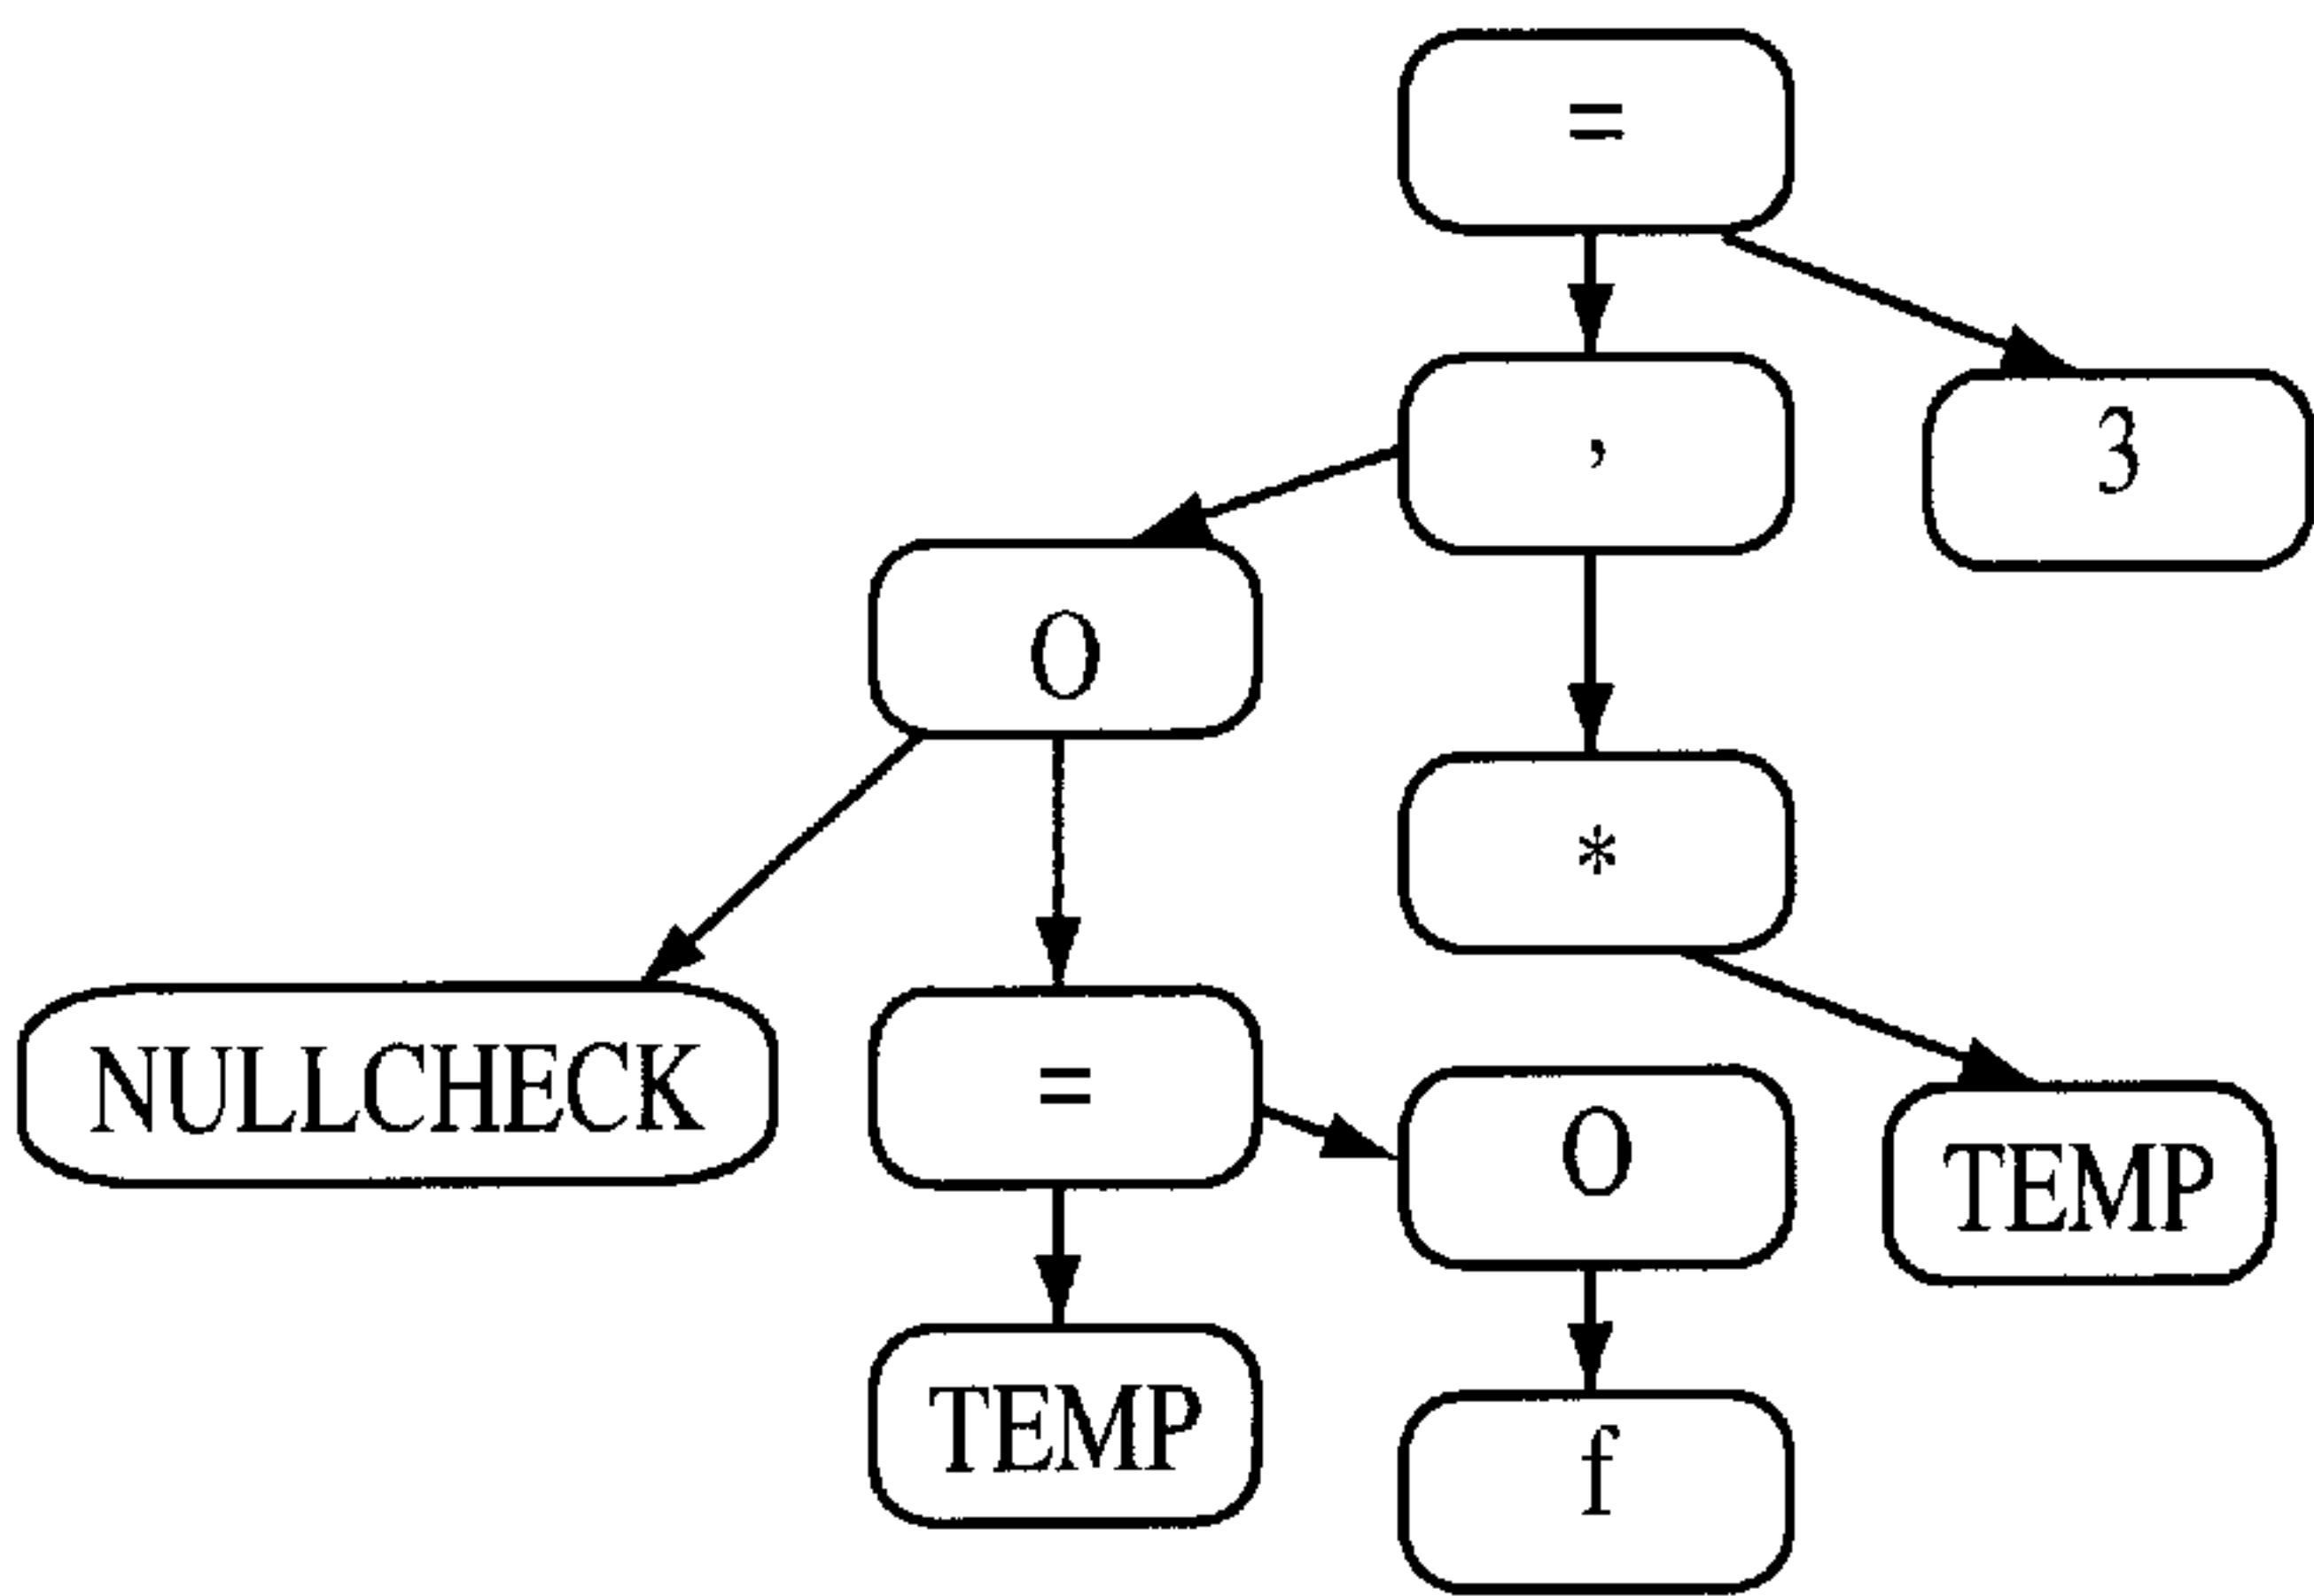 =
,
3
0
*
NULLCHECK
=
0
TEMP
TEMP
f